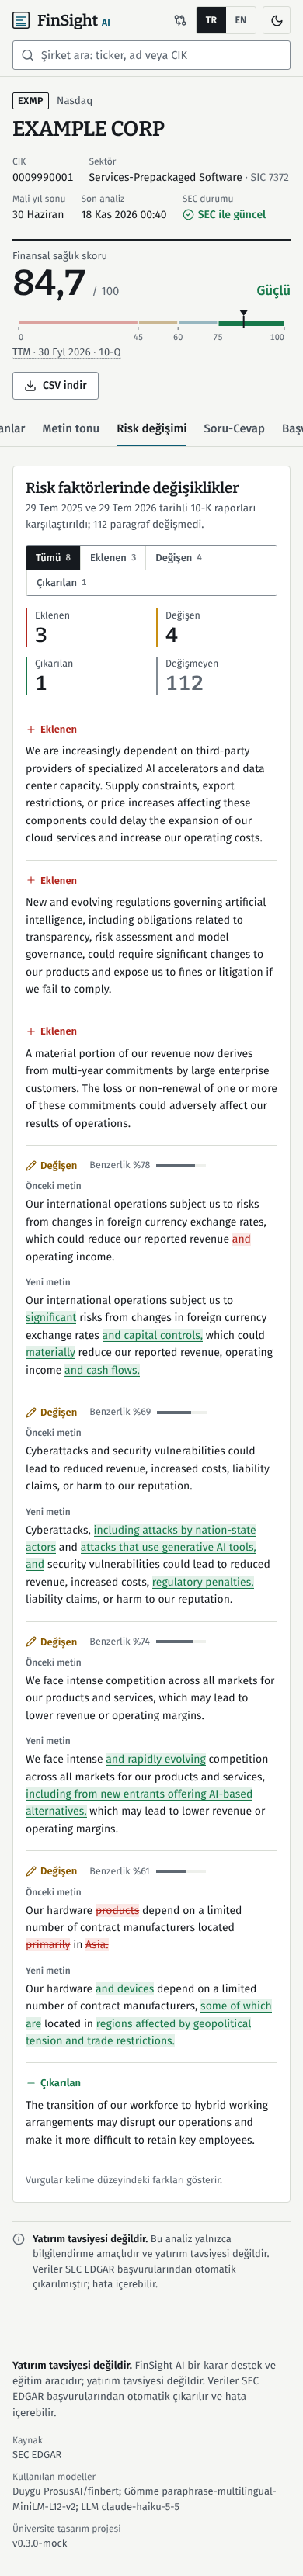 FinSight AI
TR EN
Şirket ara: ticker, ad veya CIK
EXMP Nasdaq
EXAMPLE CORP
CIK Sektör
0009990001 Services-Prepackaged Software · SIC 7372
Mali yıl sonu Son analiz SEC durumu
30 Haziran 18 Kas 2026 00:40 SEC ile güncel
Finansal sağlık skoru
84,7 / 100 Güçlü
0 45 60 75 100
TTM · 30 Eyl 2026 · 10-Q
CSV indir
anlar Metin tonu Risk değişimi Soru-Cevap Başv
Risk faktörlerinde değişiklikler
29 Tem 2025 ve 29 Tem 2026 tarihli 10-K raporları
karşılaştırıldı; 112 paragraf değişmedi.
Tümü 8 Eklenen 3 Değişen 4
Çıkarılan 1
Eklenen Değişen
3 4
Çıkarılan Değişmeyen
1 112
Eklenen
We are increasingly dependent on third-party
providers of specialized AI accelerators and data
center capacity. Supply constraints, export
restrictions, or price increases affecting these
components could delay the expansion of our
cloud services and increase our operating costs.
Eklenen
New and evolving regulations governing artificial
intelligence, including obligations related to
transparency, risk assessment and model
governance, could require significant changes to
our products and expose us to fines or litigation if
we fail to comply.
Eklenen
A material portion of our revenue now derives
from multi-year commitments by large enterprise
customers. The loss or non-renewal of one or more
of these commitments could adversely affect our
results of operations.
Değişen Benzerlik %78
Önceki metin
Our international operations subject us to risks
from changes in foreign currency exchange rates,
which could reduce our reported revenue and
operating income.
Yeni metin
Our international operations subject us to
significant risks from changes in foreign currency
exchange rates and capital controls, which could
materially reduce our reported revenue, operating
income and cash flows.
Değişen Benzerlik %69
Önceki metin
Cyberattacks and security vulnerabilities could
lead to reduced revenue, increased costs, liability
claims, or harm to our reputation.
Yeni metin
Cyberattacks, including attacks by nation-state
actors and attacks that use generative AI tools,
and security vulnerabilities could lead to reduced
revenue, increased costs, regulatory penalties,
liability claims, or harm to our reputation.
Değişen Benzerlik %74
Önceki metin
We face intense competition across all markets for
our products and services, which may lead to
lower revenue or operating margins.
Yeni metin
We face intense and rapidly evolving competition
across all markets for our products and services,
including from new entrants offering AI-based
alternatives, which may lead to lower revenue or
operating margins.
Değişen Benzerlik %61
Önceki metin
Our hardware products depend on a limited
number of contract manufacturers located
primarily in Asia.
Yeni metin
Our hardware and devices depend on a limited
number of contract manufacturers, some of which
are located in regions affected by geopolitical
tension and trade restrictions.
Çıkarılan
The transition of our workforce to hybrid working
arrangements may disrupt our operations and
make it more difficult to retain key employees.
Vurgular kelime düzeyindeki farkları gösterir.
Yatırım tavsiyesi değildir. Bu analiz yalnızca
bilgilendirme amaçlıdır ve yatırım tavsiyesi değildir.
Veriler SEC EDGAR başvurularından otomatik
çıkarılmıştır; hata içerebilir.
Yatırım tavsiyesi değildir. FinSight AI bir karar destek ve
eğitim aracıdır; yatırım tavsiyesi değildir. Veriler SEC
EDGAR başvurularından otomatik çıkarılır ve hata
içerebilir.
Kaynak
SEC EDGAR
Kullanılan modeller
Duygu ProsusAI/finbert; Gömme paraphrase-multilingual-
MiniLM-L12-v2; LLM claude-haiku-5-5
Üniversite tasarım projesi
v0.3.0-mock